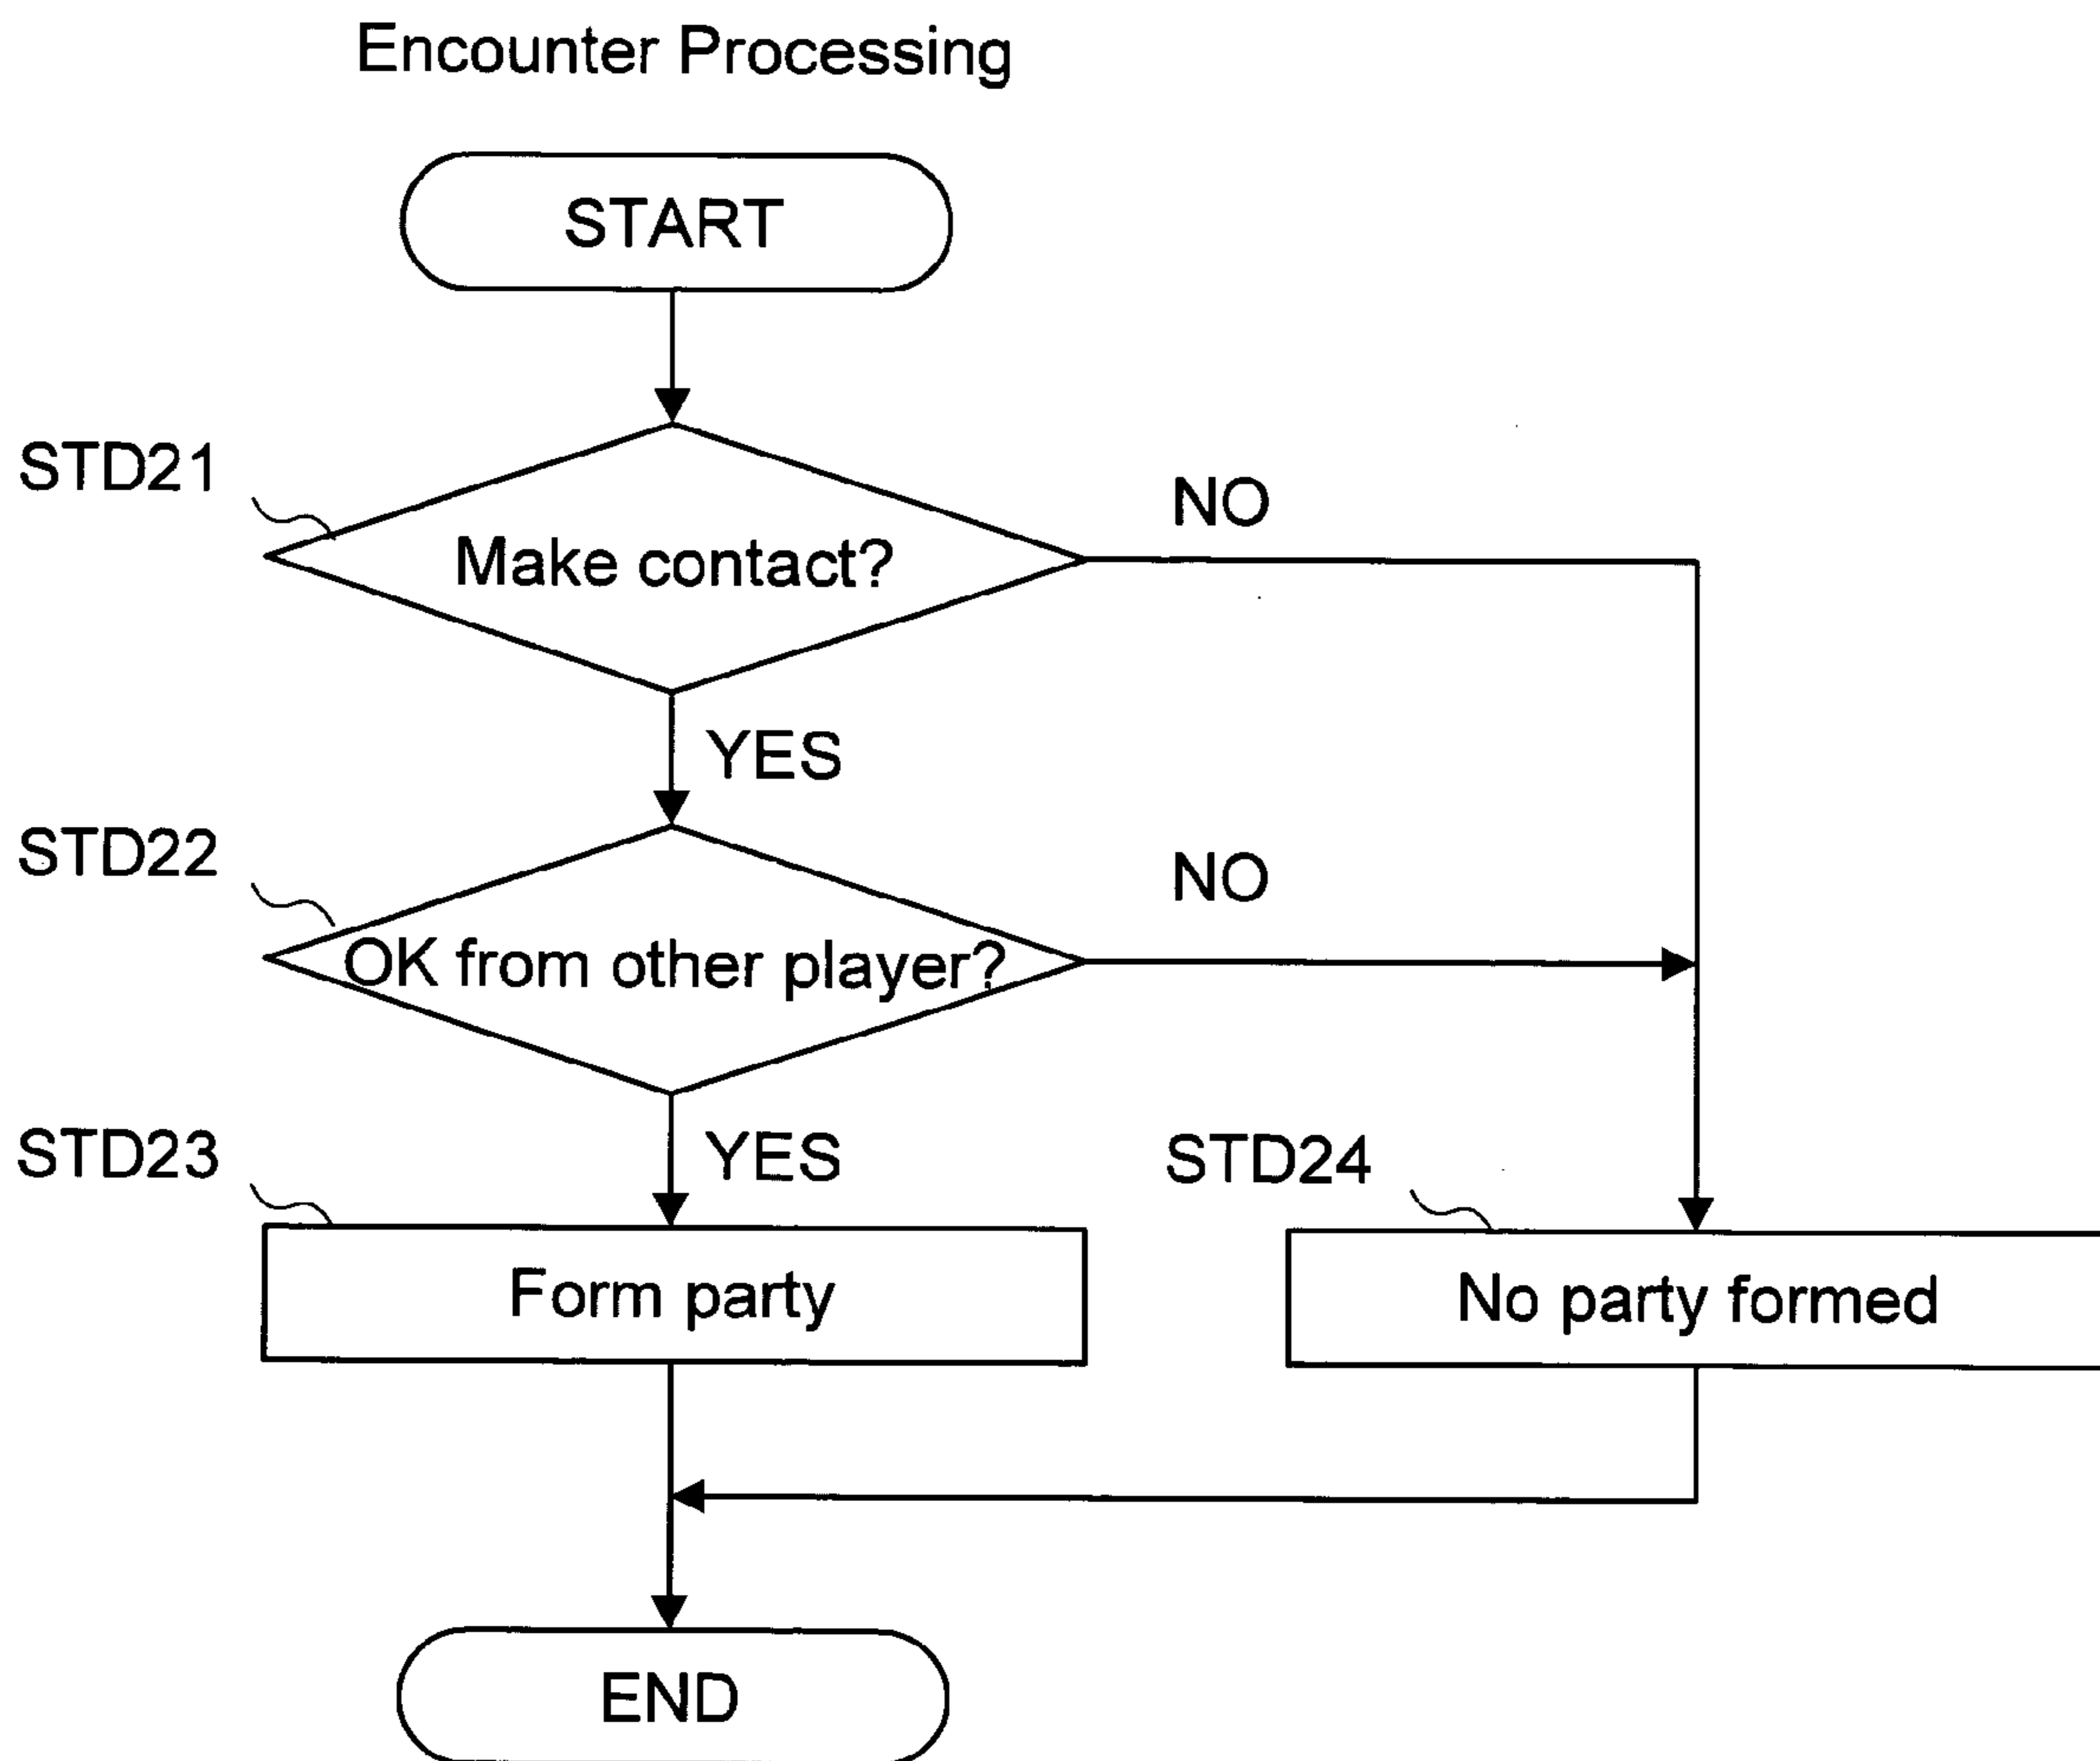 Encounter Processing
START
STD21
NO
Make contact?
YES
STD22
NO
OK from other player?
STD23
YES
STD24
Form party
No party formed
END